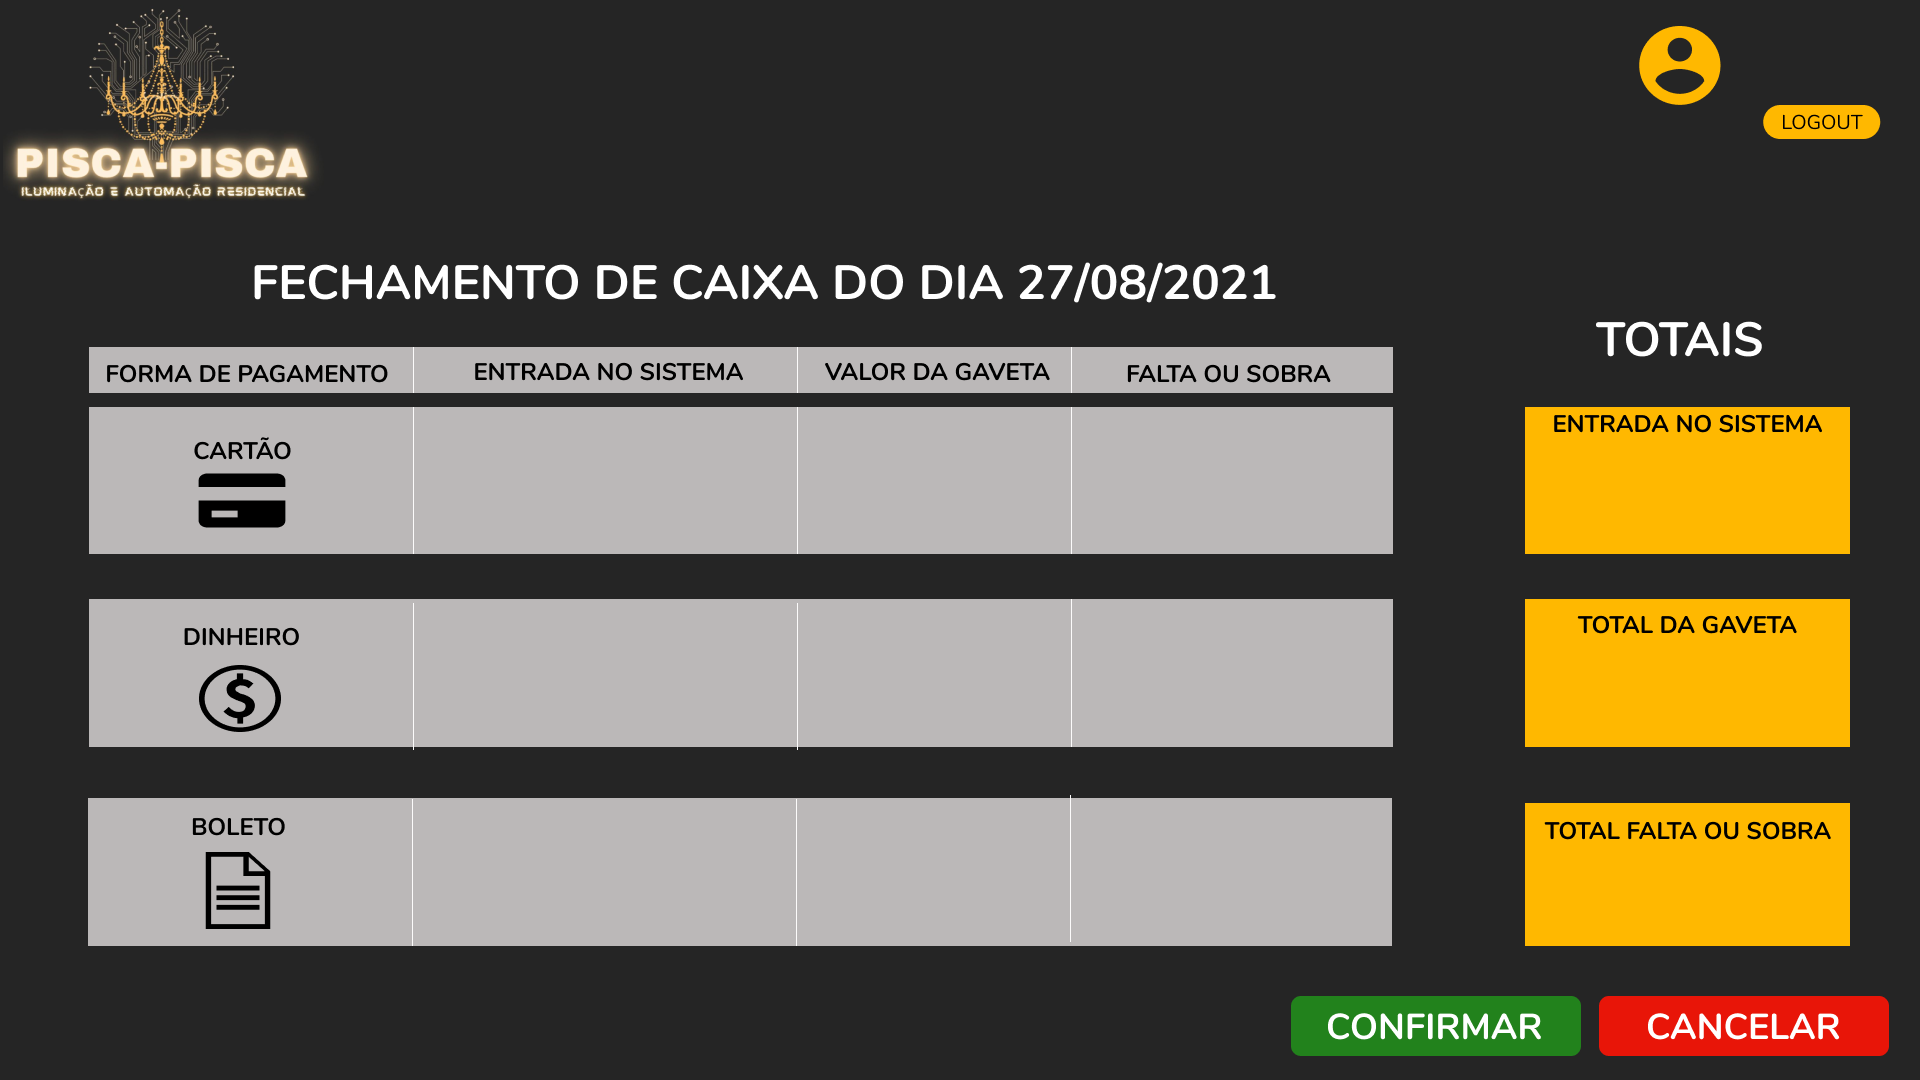 PISCA-PISCA
ILUMINAÇÃO E AUTOMAÇÃO RESIDENCIAL
LOGOUT
FECHAMENTO DE CAIXA DO DIA 27/08/2021
TOTAIS
FORMA DE PAGAMENTO
ENTRADA NO SISTEMA
VALOR DA GAVETA
FALTA OU SOBRA
CARTÃO
ENTRADA NO SISTEMA
DINHEIRO
$
TOTAL DA GAVETA
BOLETO
TOTAL FALTA OU SOBRA
CONFIRMAR
CANCELAR